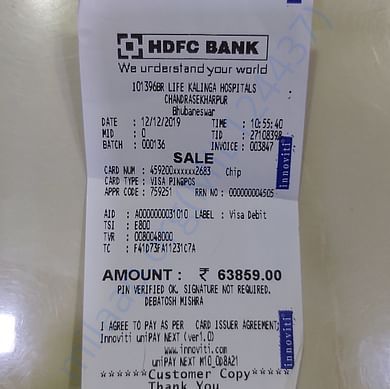 HDFC BANK
We understand your world
101396BR LIFE KALINGA HOSPITALS
CHANDRASEKHARPUR
Bhubaneswar
DATE : 12/12/2019 TIME : 10:55:40
MID : 0 TID : 27108398
BATCH : 000136 INVOICE : 003847
SALE
CARD NUM : 459200xxxxxx2683 Chip
CARD TYPE : VISA PINGPOS
APPR CODE : 759251 RRN NO : 000000004505
AID : A0000000031010 LABEL : Visa Debit
TSI : E800
TVR : 0080048000
TC : F41D73FA11231C7A
AMOUNT : ₹ 63859.00
PIN VERIFIED OK. SIGNATURE NOT REQUIRED.
DEBATOSH MISHRA
I AGREE TO PAY AS PER CARD ISSUER AGREEMENT;
Innoviti uniPAY NEXT (ver1.0)
www.innoviti.com
uniPAY NEXT M10_0D8A21
******Customer Copy*****
Thank You
innoviti
innoviti
innoviti